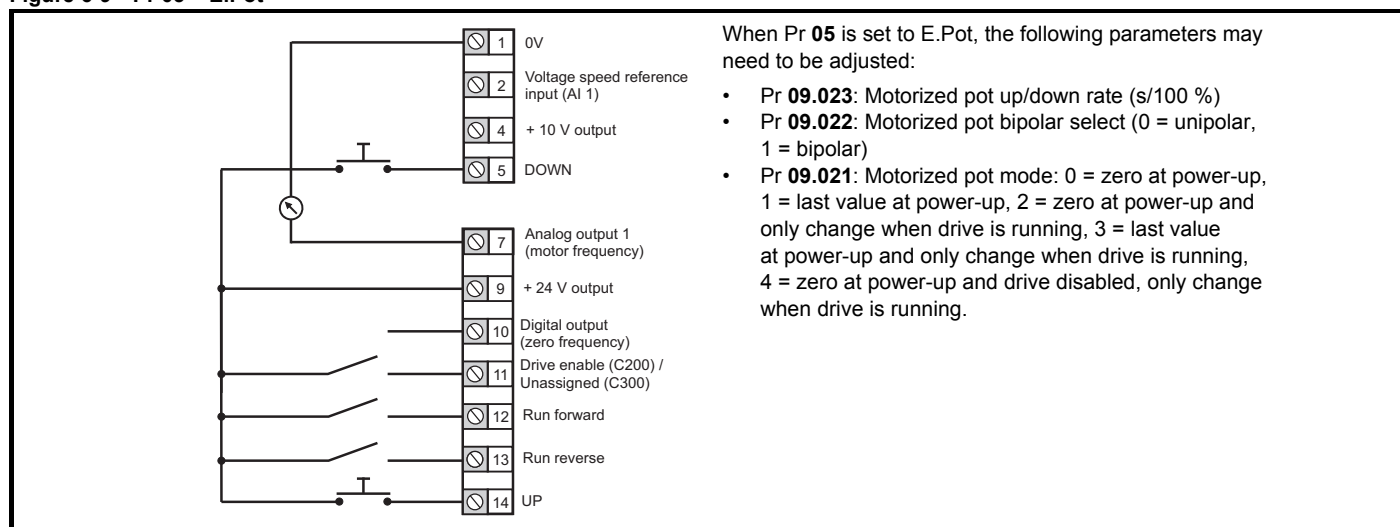 1 0V
2 Voltage speed reference
input (AI 1)
4 + 10 V output
5 DOWN
7 Analog output 1
(motor frequency)
9 + 24 V output
10 Digital output
(zero frequency)
11 Drive enable (C200) /
Unassigned (C300)
12 Run forward
13 Run reverse
14 UP
When Pr 05 is set to E.Pot, the following parameters may
need to be adjusted:
• Pr 09.023: Motorized pot up/down rate (s/100 %)
• Pr 09.022: Motorized pot bipolar select (0 = unipolar,
1 = bipolar)
• Pr 09.021: Motorized pot mode: 0 = zero at power-up,
1 = last value at power-up, 2 = zero at power-up and
only change when drive is running, 3 = last value
at power-up and only change when drive is running,
4 = zero at power-up and drive disabled, only change
when drive is running.